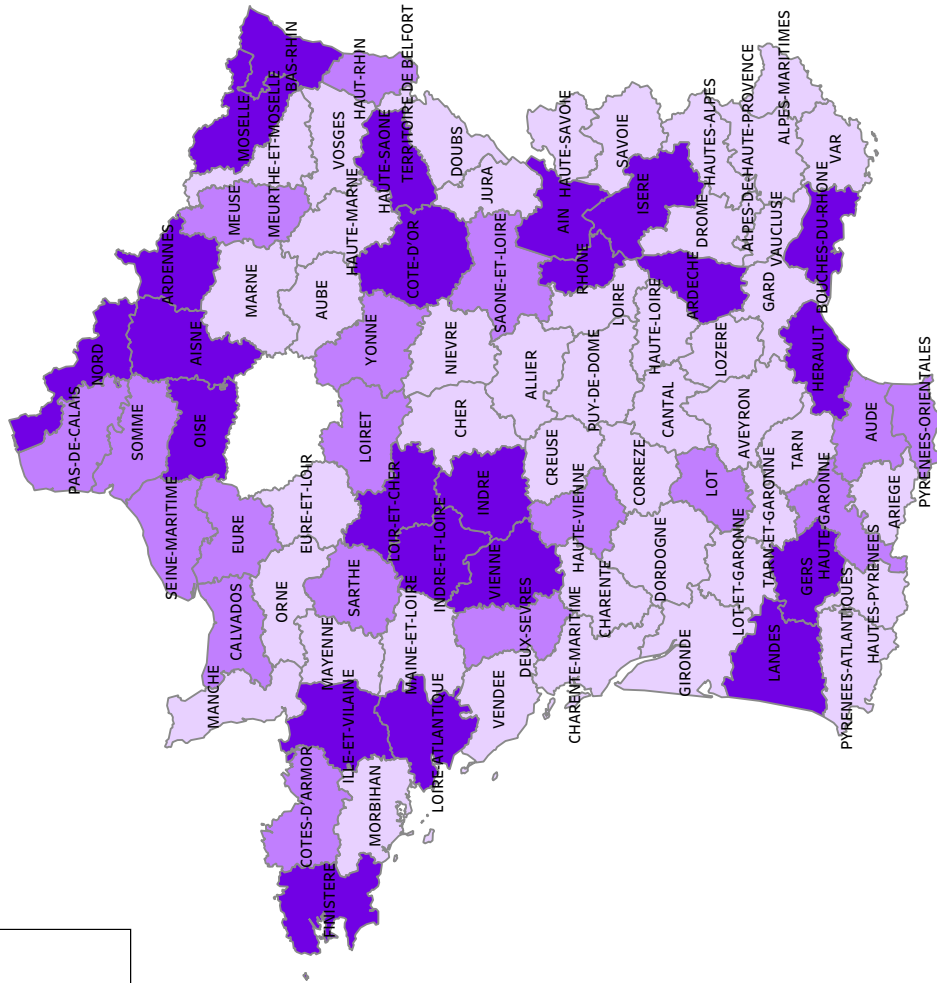 PAS-DE-CALAIS
NORD
SOMME
AISNE
OISE
ARDENNES
SEINE-MARITIME
EURE
CALVADOS
MANCHE
ORNE
EURE-ET-LOIR
MARNE
MEUSE
MOSELLE
MEURTHE-ET-MOSELLE
BAS-RHIN
HAUT-RHIN
VOSGES
AUBE
HAUTE-MARNE
HAUTE-SAONE
TERRITOIRE DE BELFORT
FINISTERE
COTES-D'ARMOR
MORBIHAN
ILLE-ET-VILAINE
MAYENNE
SARTHE
LOIRET
YONNE
COTE-D'OR
DOUBS
JURA
LOIRE-ATLANTIQUE
MAINE-ET-LOIRE
INDRE-ET-LOIRE
LOIR-ET-CHER
CHER
NIEVRE
SAONE-ET-LOIRE
VENDEE
DEUX-SEVRES
VIENNE
INDRE
CREUSE
ALLIER
AIN
HAUTE-SAVOIE
SAVOIE
CHARENTE-MARITIME
CHARENTE
HAUTE-VIENNE
CORREZE
PUY-DE-DOME
LOIRE
RHONE
ISERE
DORDOGNE
GIRONDE
LOT
CANTAL
HAUTE-LOIRE
ARDECHE
DROME
HAUTES-ALPES
LOT-ET-GARONNE
TARN-ET-GARONNE
AVEYRON
LOZERE
GARD
VAUCLUSE
ALPES-DE-HAUTE-PROVENCE
ALPES-MARITIMES
LANDES
GERS
HAUTE-GARONNE
TARN
HERAULT
BOUCHES-DU-RHONE
VAR
PYRENEES-ATLANTIQUES
HAUTES-PYRENEES
ARIEGE
AUDE
PYRENEES-ORIENTALES